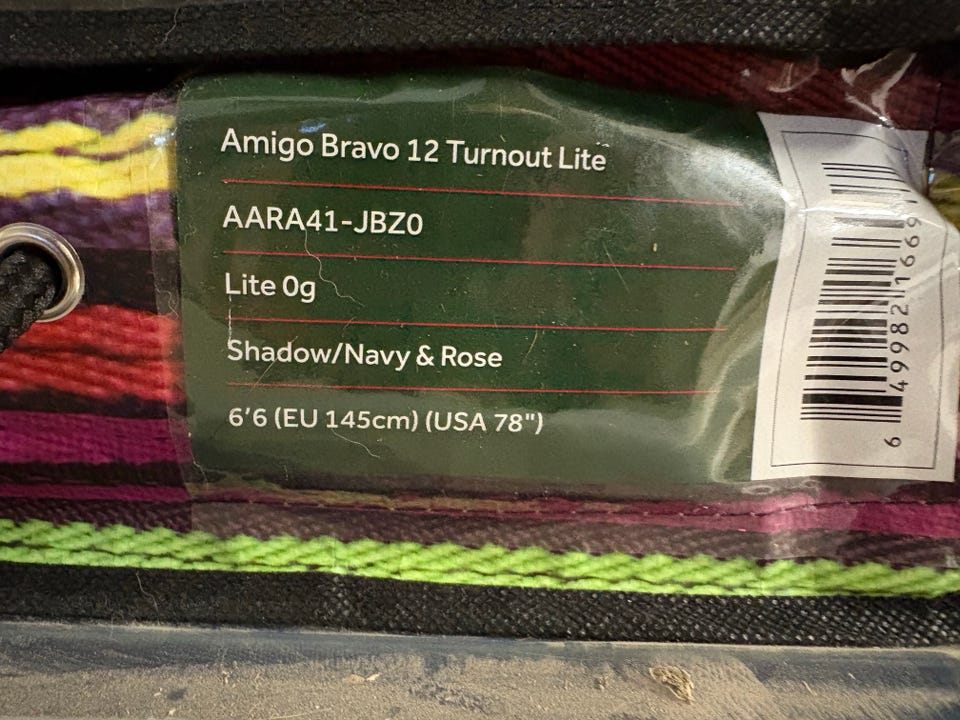 Amigo Bravo 12 Turnout Lite
AARA41-JBZ0
Lite 0g
Shadow/Navy & Rose
6'6 (EU 145cm) (USA 78")